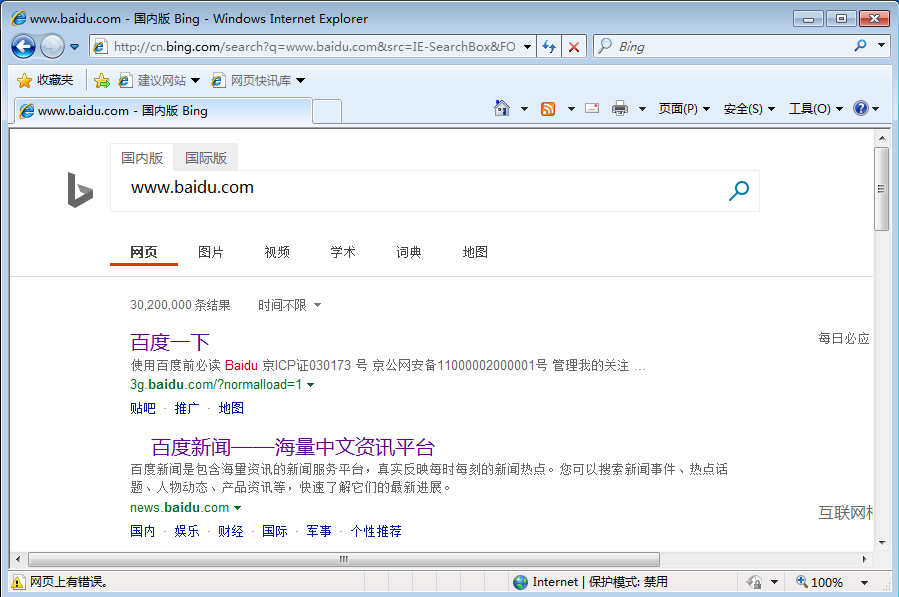 www.baidu.com - 国内版 Bing - Windows Internet Explorer
http://cn.bing.com/search?q=www.baidu.com&src=IE-SearchBox&FO
Bing
收藏夹 建议网站 网页快讯库
www.baidu.com - 国内版 Bing
页面(P) 安全(S) 工具(O)
国内版 国际版
www.baidu.com
网页 图片 视频 学术 词典 地图
30,200,000 条结果 时间不限
百度一下
每日必应
使用百度前必读 Baidu 京ICP证030173 号 京公网安备11000002000001号 管理我的关注 ...
3g.baidu.com/?normalload=1
贴吧 · 推广 · 地图
百度新闻——海量中文资讯平台
百度新闻是包含海量资讯的新闻服务平台，真实反映每时每刻的新闻热点。您可以搜索新闻事件、热点话
题、人物动态、产品资讯等，快速了解它们的最新进展。
news.baidu.com
互联网
国内 · 娱乐 · 财经 · 国际 · 军事 · 个性推荐
网页上有错误。
Internet | 保护模式: 禁用
100%